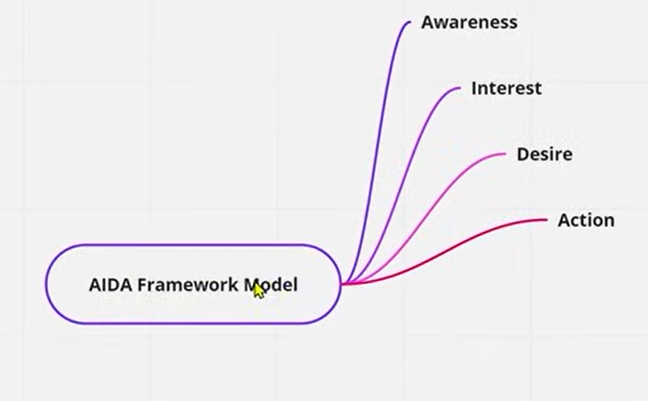 Awareness
Interest
Desire
Action
AIDA Framework Model